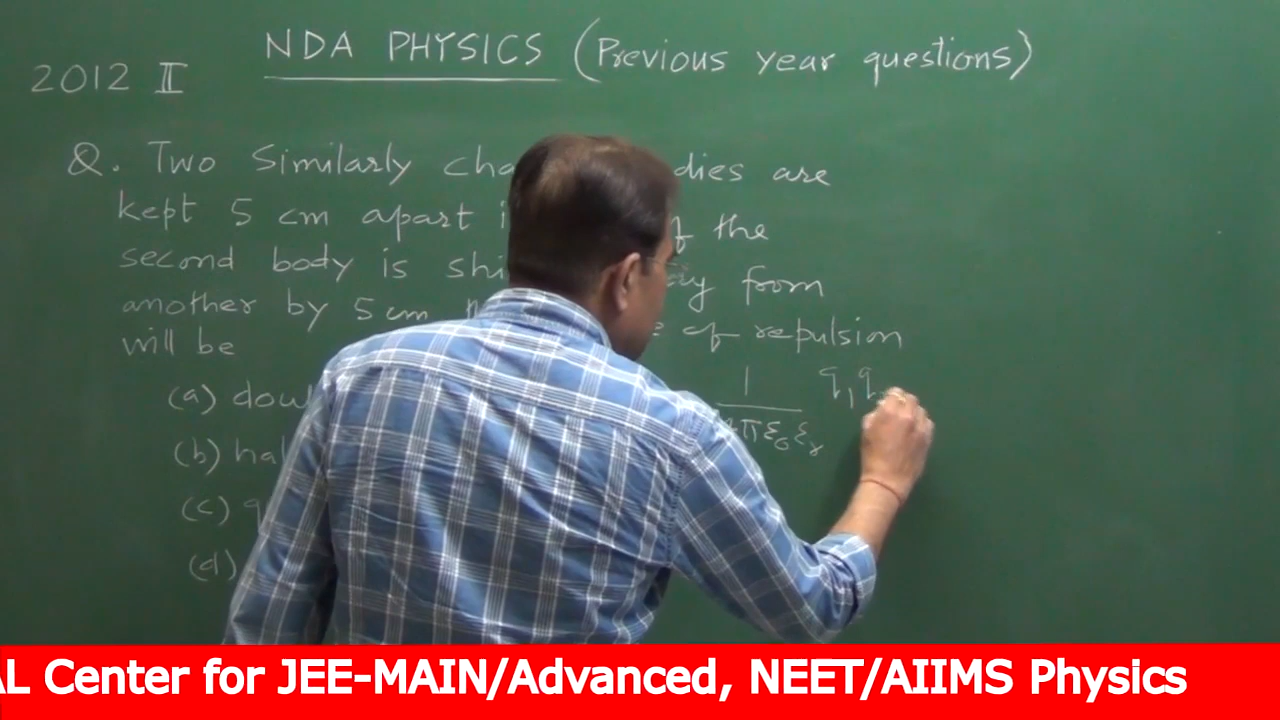 NDA PHYSICS (Previous year questions)
2012 II
Q. Two Similarly cha dies are
kept 5 cm apart i f the
second body is shi ay from
another by 5 cm of repulsion
will be
(a) dou
(b) hal
(c) q
(d)
1 q₁q
4πε₀εᵣ
AL Center for JEE-MAIN/Advanced, NEET/AIIMS Physics